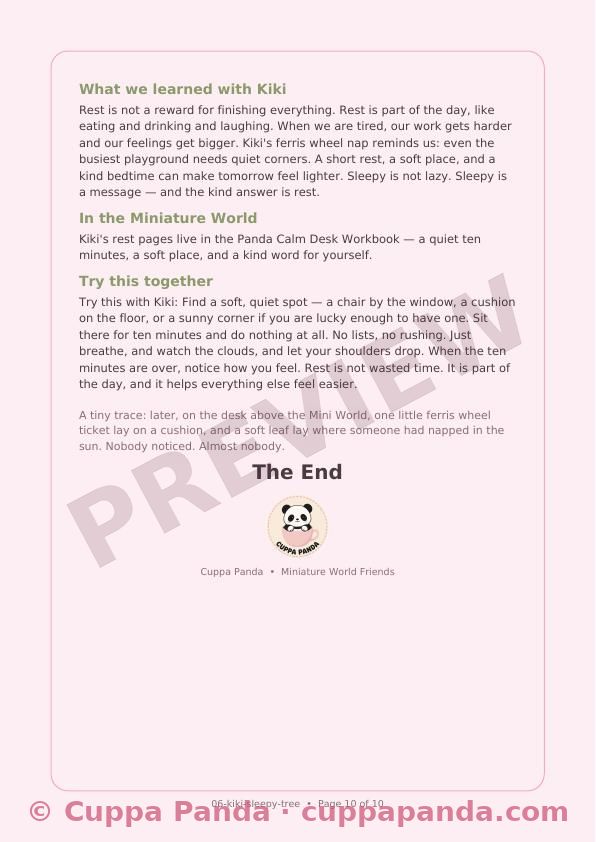 What we learned with Kiki
Rest is not a reward for finishing everything. Rest is part of the day, like
eating and drinking and laughing. When we are tired, our work gets harder
and our feelings get bigger. Kiki's ferris wheel nap reminds us: even the
busiest playground needs quiet corners. A short rest, a soft place, and a
kind bedtime can make tomorrow feel lighter. Sleepy is not lazy. Sleepy is
a message — and the kind answer is rest.
In the Miniature World
Kiki's rest pages live in the Panda Calm Desk Workbook — a quiet ten
minutes, a soft place, and a kind word for yourself.
Try this together
Try this with Kiki: Find a soft, quiet spot — a chair by the window, a cushion
on the floor, or a sunny corner if you are lucky enough to have one. Sit
there for ten minutes and do nothing at all. No lists, no rushing. Just
breathe, and watch the clouds, and let your shoulders drop. When the ten
minutes are over, notice how you feel. Rest is not wasted time. It is part of
the day, and it helps everything else feel easier.
A tiny trace: later, on the desk above the Mini World, one little ferris wheel
ticket lay on a cushion, and a soft leaf lay where someone had napped in the
sun. Nobody noticed. Almost nobody.
PREVIEW
The End
CUPPA PANDA
Cuppa Panda • Miniature World Friends
06-kiki-sleepy-tree • Page 10 of 10
© Cuppa Panda · cuppapanda.com